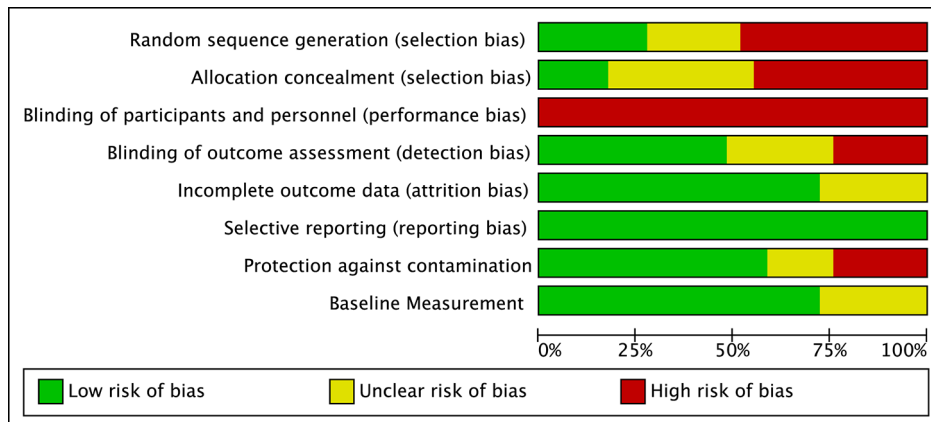 Random sequence generation (selection bias)
Allocation concealment (selection bias)
Blinding of participants and personnel (performance bias)
Blinding of outcome assessment (detection bias)
Incomplete outcome data (attrition bias)
Selective reporting (reporting bias)
Protection against contamination
Baseline Measurement
0% 25% 50% 75% 100%
Low risk of bias Unclear risk of bias High risk of bias